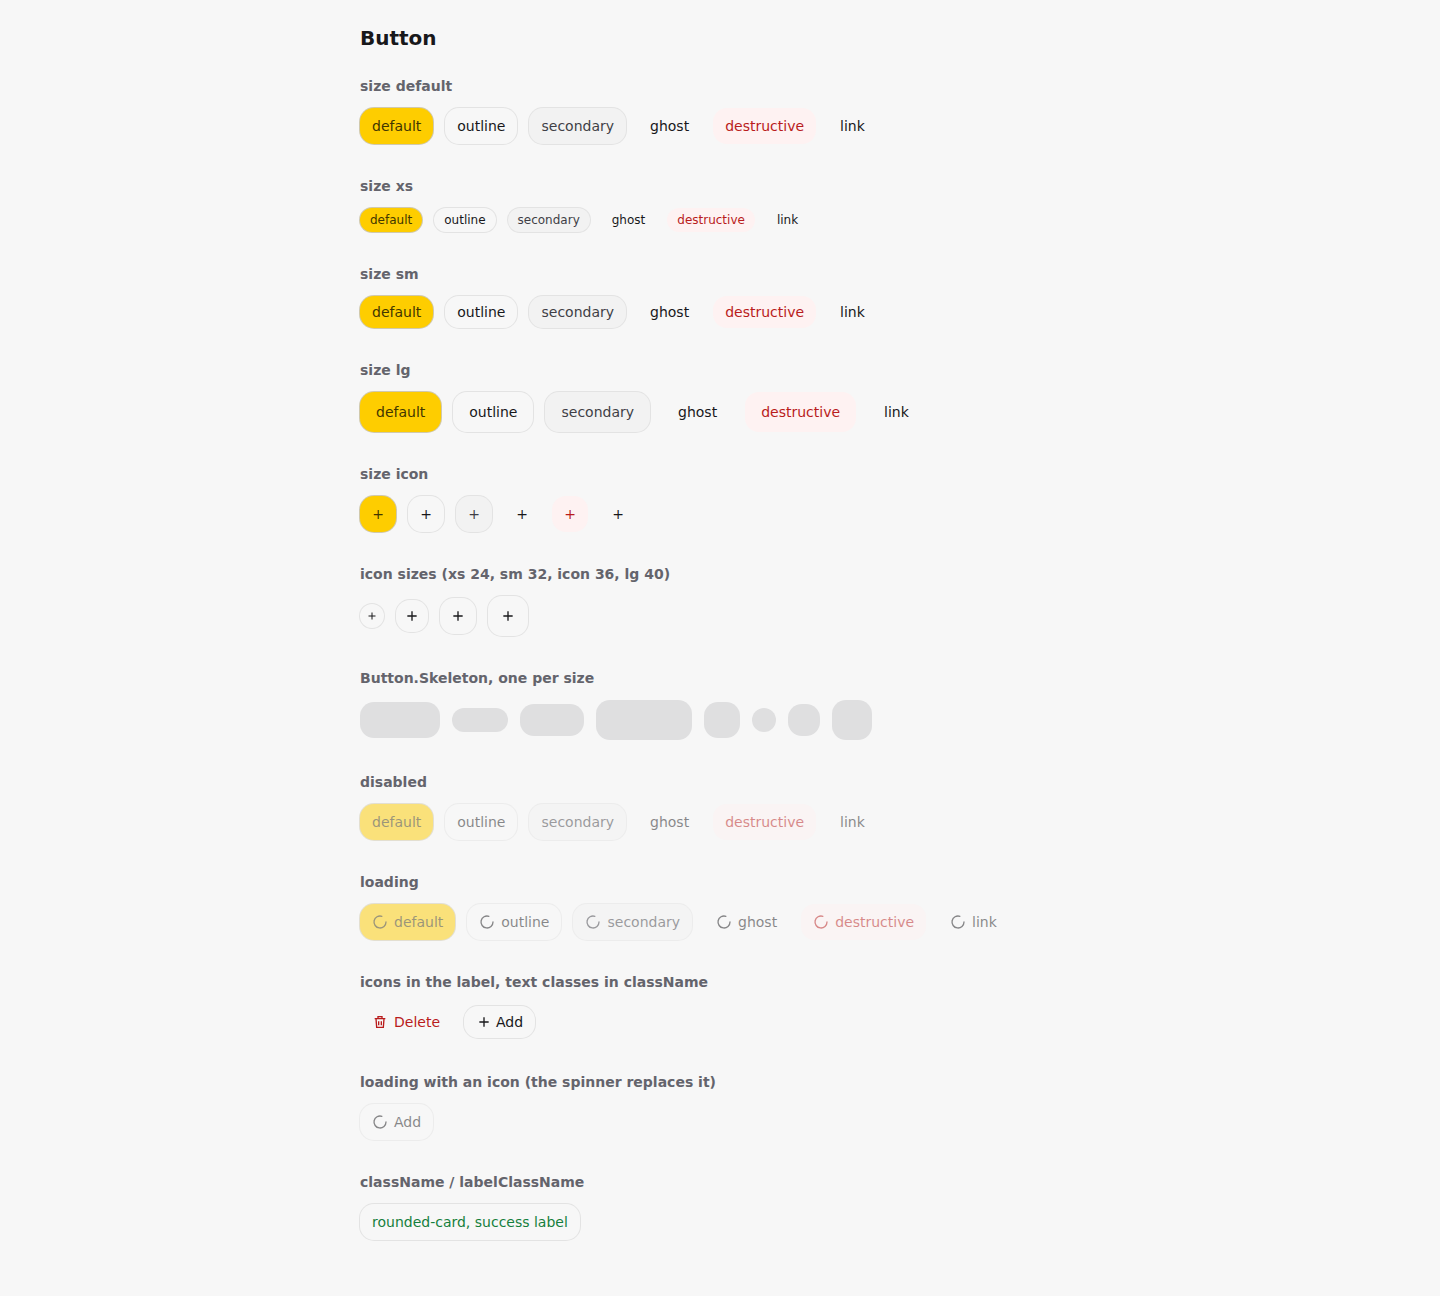 Button
size default
default outline secondary ghost destructive link
size xs
default outline secondary ghost destructive link
size sm
default outline secondary ghost destructive link
size lg
default outline secondary ghost destructive link
size icon
+ + + + + +
icon sizes (xs 24, sm 32, icon 36, lg 40)
+ + + +
Button.Skeleton, one per size
disabled
default outline secondary ghost destructive link
loading
default outline secondary ghost destructive link
icons in the label, text classes in className
Delete + Add
loading with an icon (the spinner replaces it)
Add
className / labelClassName
rounded-card, success label